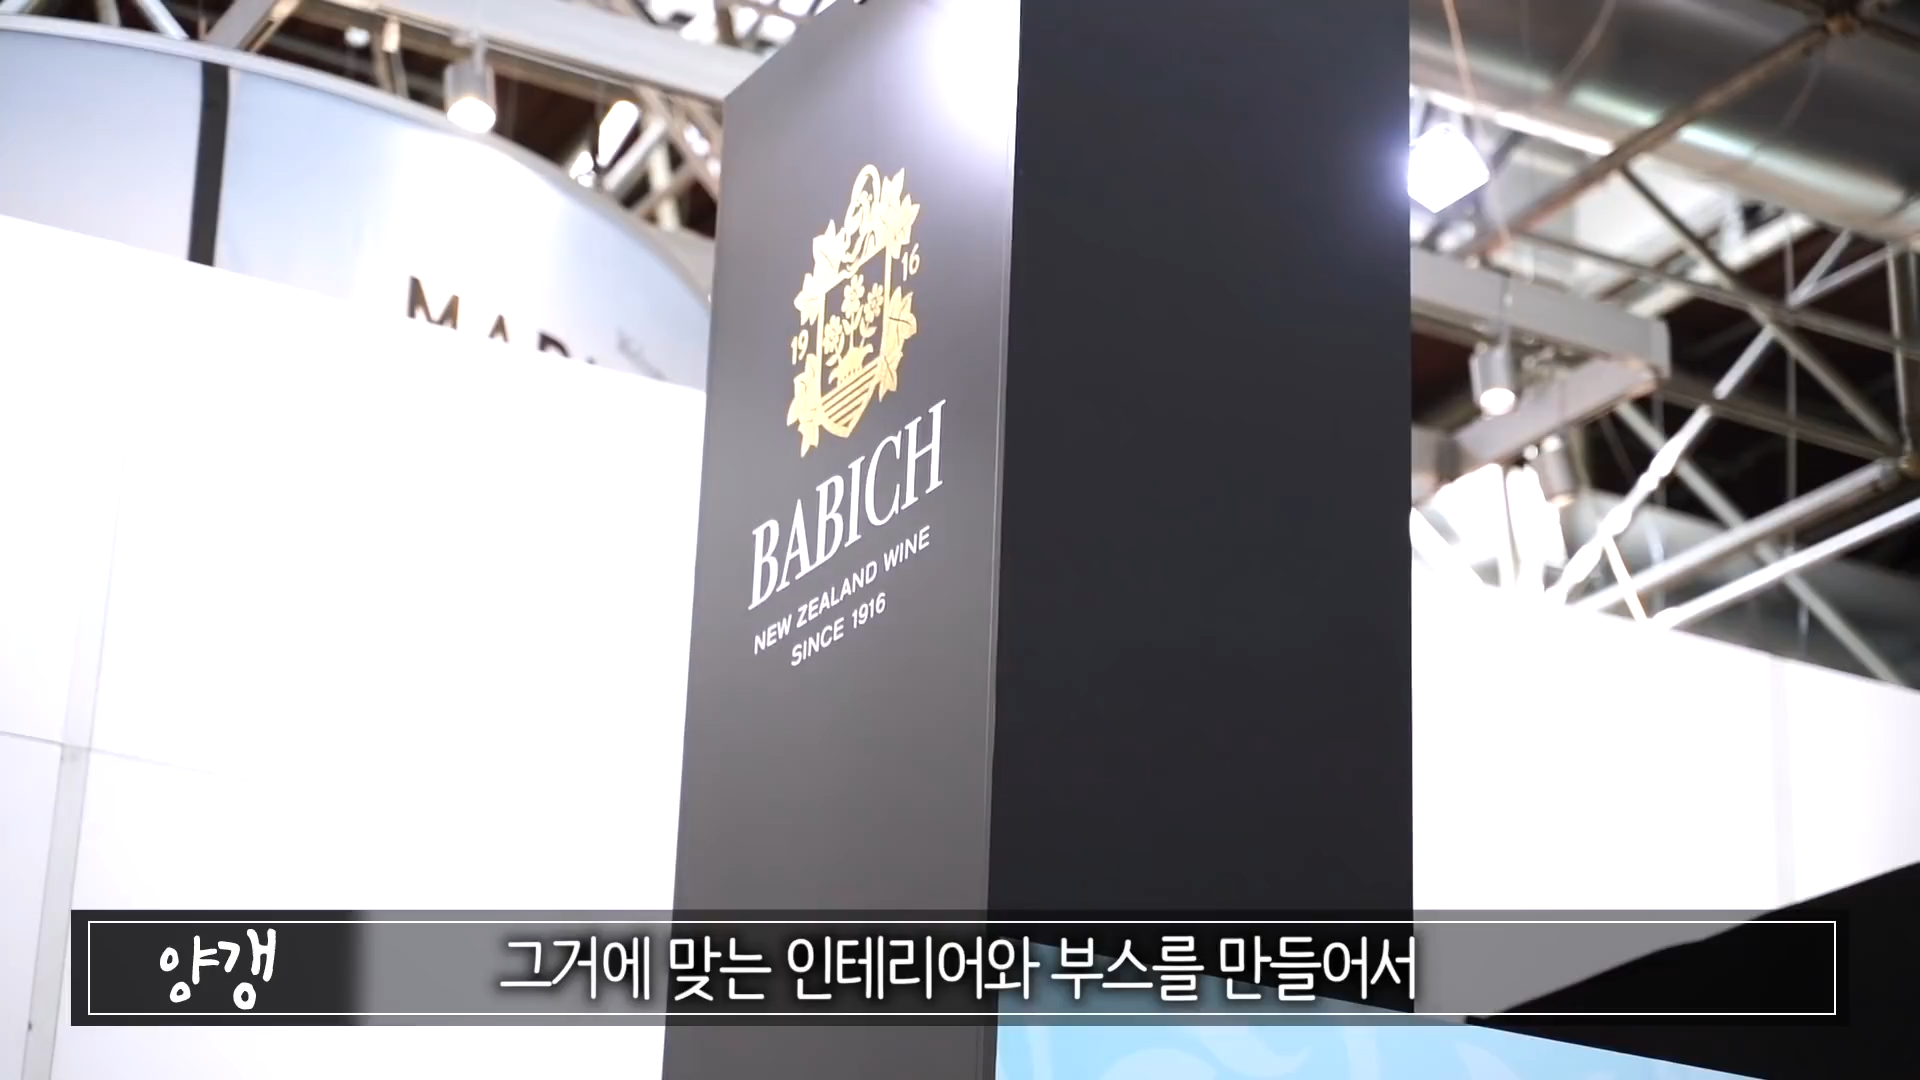 19 16
BABICH
NEW ZEALAND WINE
SINCE 1916
양갱
그거에 맞는 인테리어와 부스를 만들어서